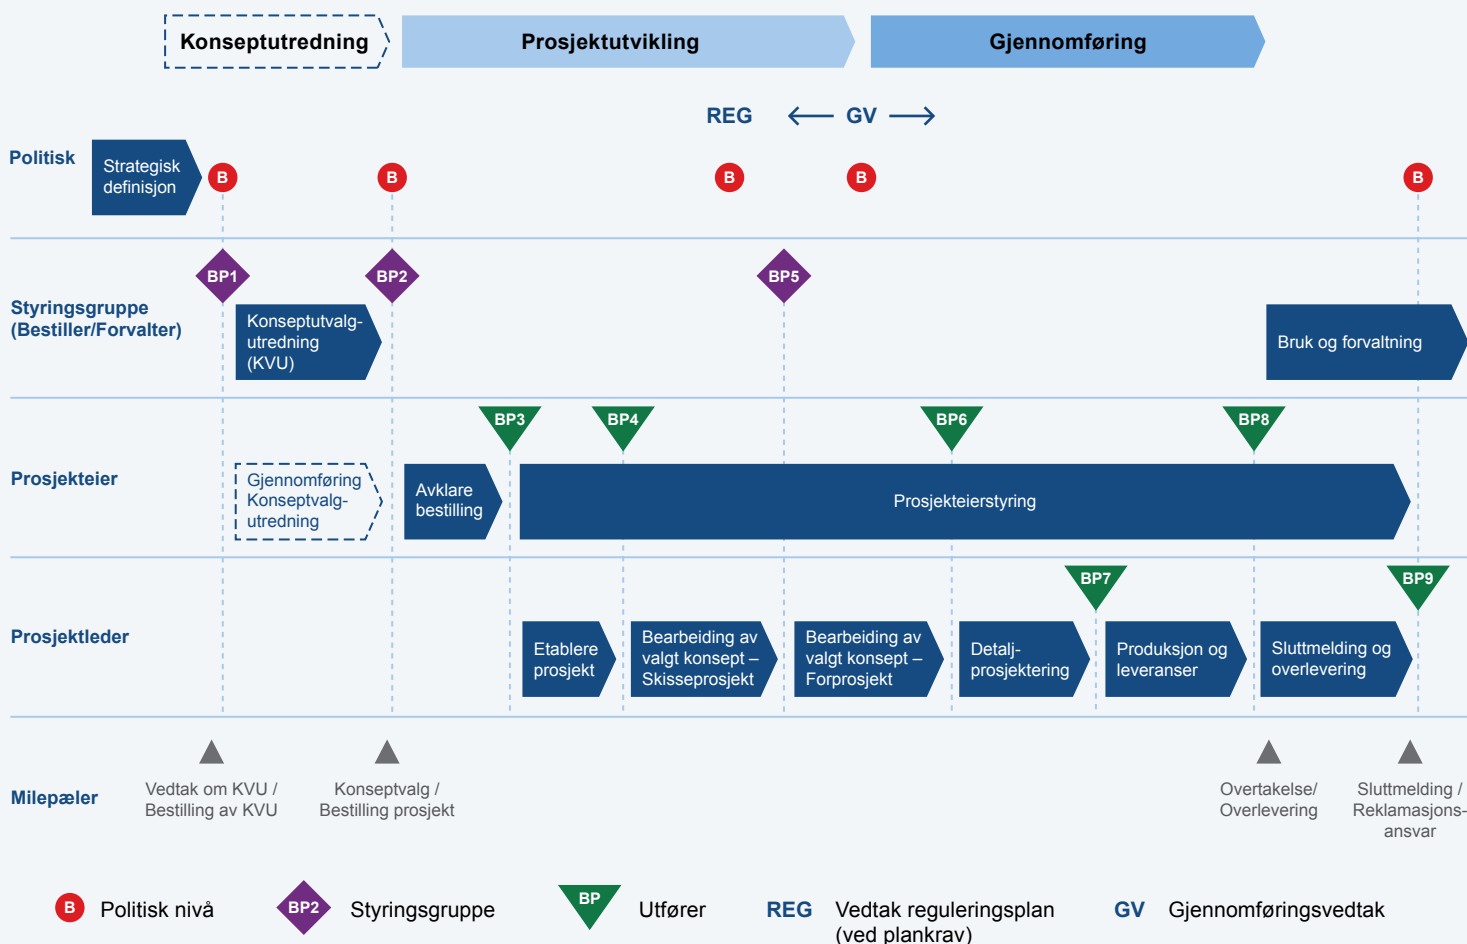 Konseptutredning
Prosjektutvikling
Gjennomføring
REG
GV
Politisk
Strategisk
definisjon
B
B
B
B
B
Styringsgruppe
(Bestiller/Forvalter)
BP1
BP2
BP5
Konseptutvalg-
utredning
(KVU)
Bruk og forvaltning
Prosjekteier
BP3
BP4
BP6
BP8
Gjennomføring
Konseptvalg-
utredning
Avklare
bestilling
Prosjekteierstyring
Prosjektleder
BP7
BP9
Etablere
prosjekt
Bearbeiding av
valgt konsept –
Skisseprosjekt
Bearbeiding av
valgt konsept –
Forprosjekt
Detalj-
prosjektering
Produksjon og
leveranser
Sluttmelding og
overlevering
Milepæler
Vedtak om KVU /
Bestilling av KVU
Konseptvalg /
Bestilling prosjekt
Overtakelse/
Overlevering
Sluttmelding /
Reklamasjons-
ansvar
B Politisk nivå
BP2 Styringsgruppe
BP Utfører
REG Vedtak reguleringsplan
(ved plankrav)
GV Gjennomføringsvedtak